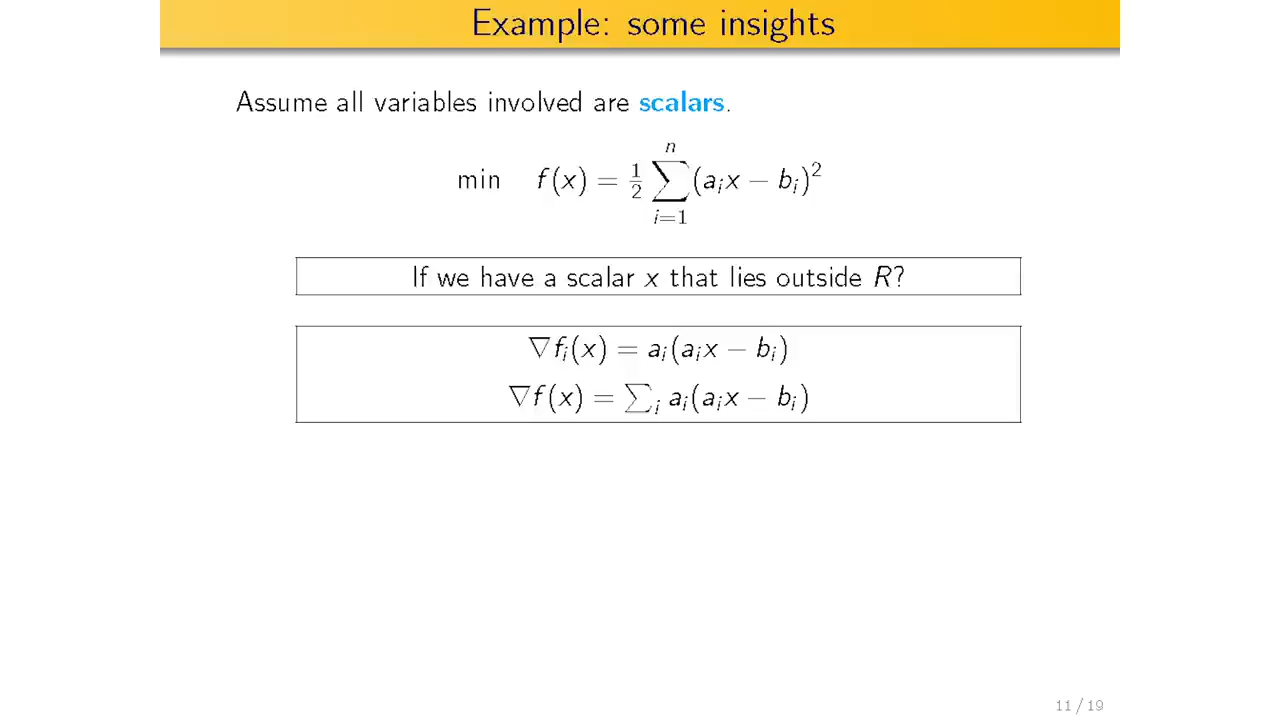 Example: some insights
Assume all variables involved are scalars.
min f(x) = ½ ∑_{i=1}^{n} (a_i x − b_i)²
If we have a scalar x that lies outside R?
∇f_i(x) = a_i(a_i x − b_i)
∇f(x) = ∑_i a_i(a_i x − b_i)
11 / 19